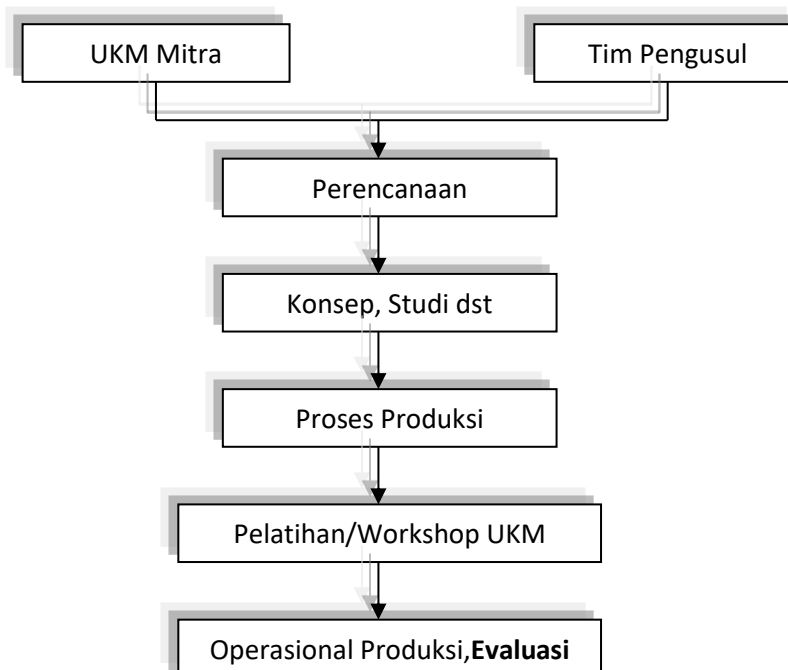 UKM Mitra
Tim Pengusul
Perencanaan
Konsep, Studi dst
Proses Produksi
Pelatihan/Workshop UKM
Operasional Produksi,Evaluasi